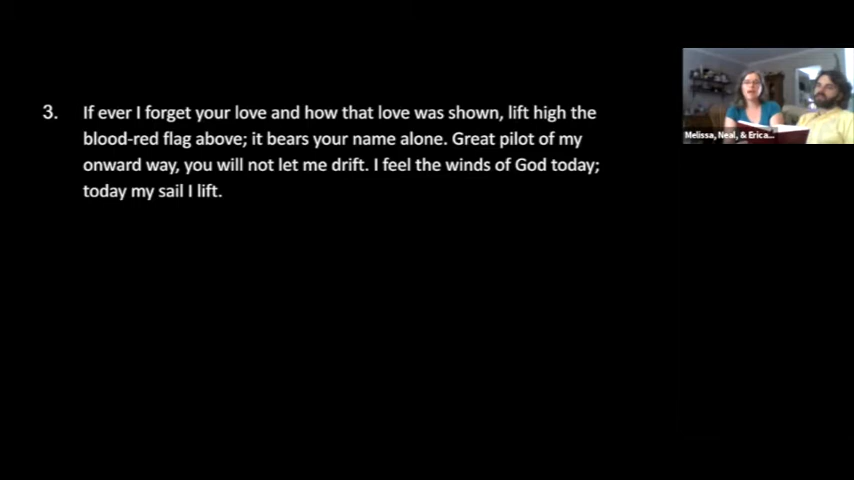 3. If ever I forget your love and how that love was shown, lift high the
blood-red flag above; it bears your name alone. Great pilot of my
onward way, you will not let me drift. I feel the winds of God today;
today my sail I lift.
Melissa, Neal, & Erica...